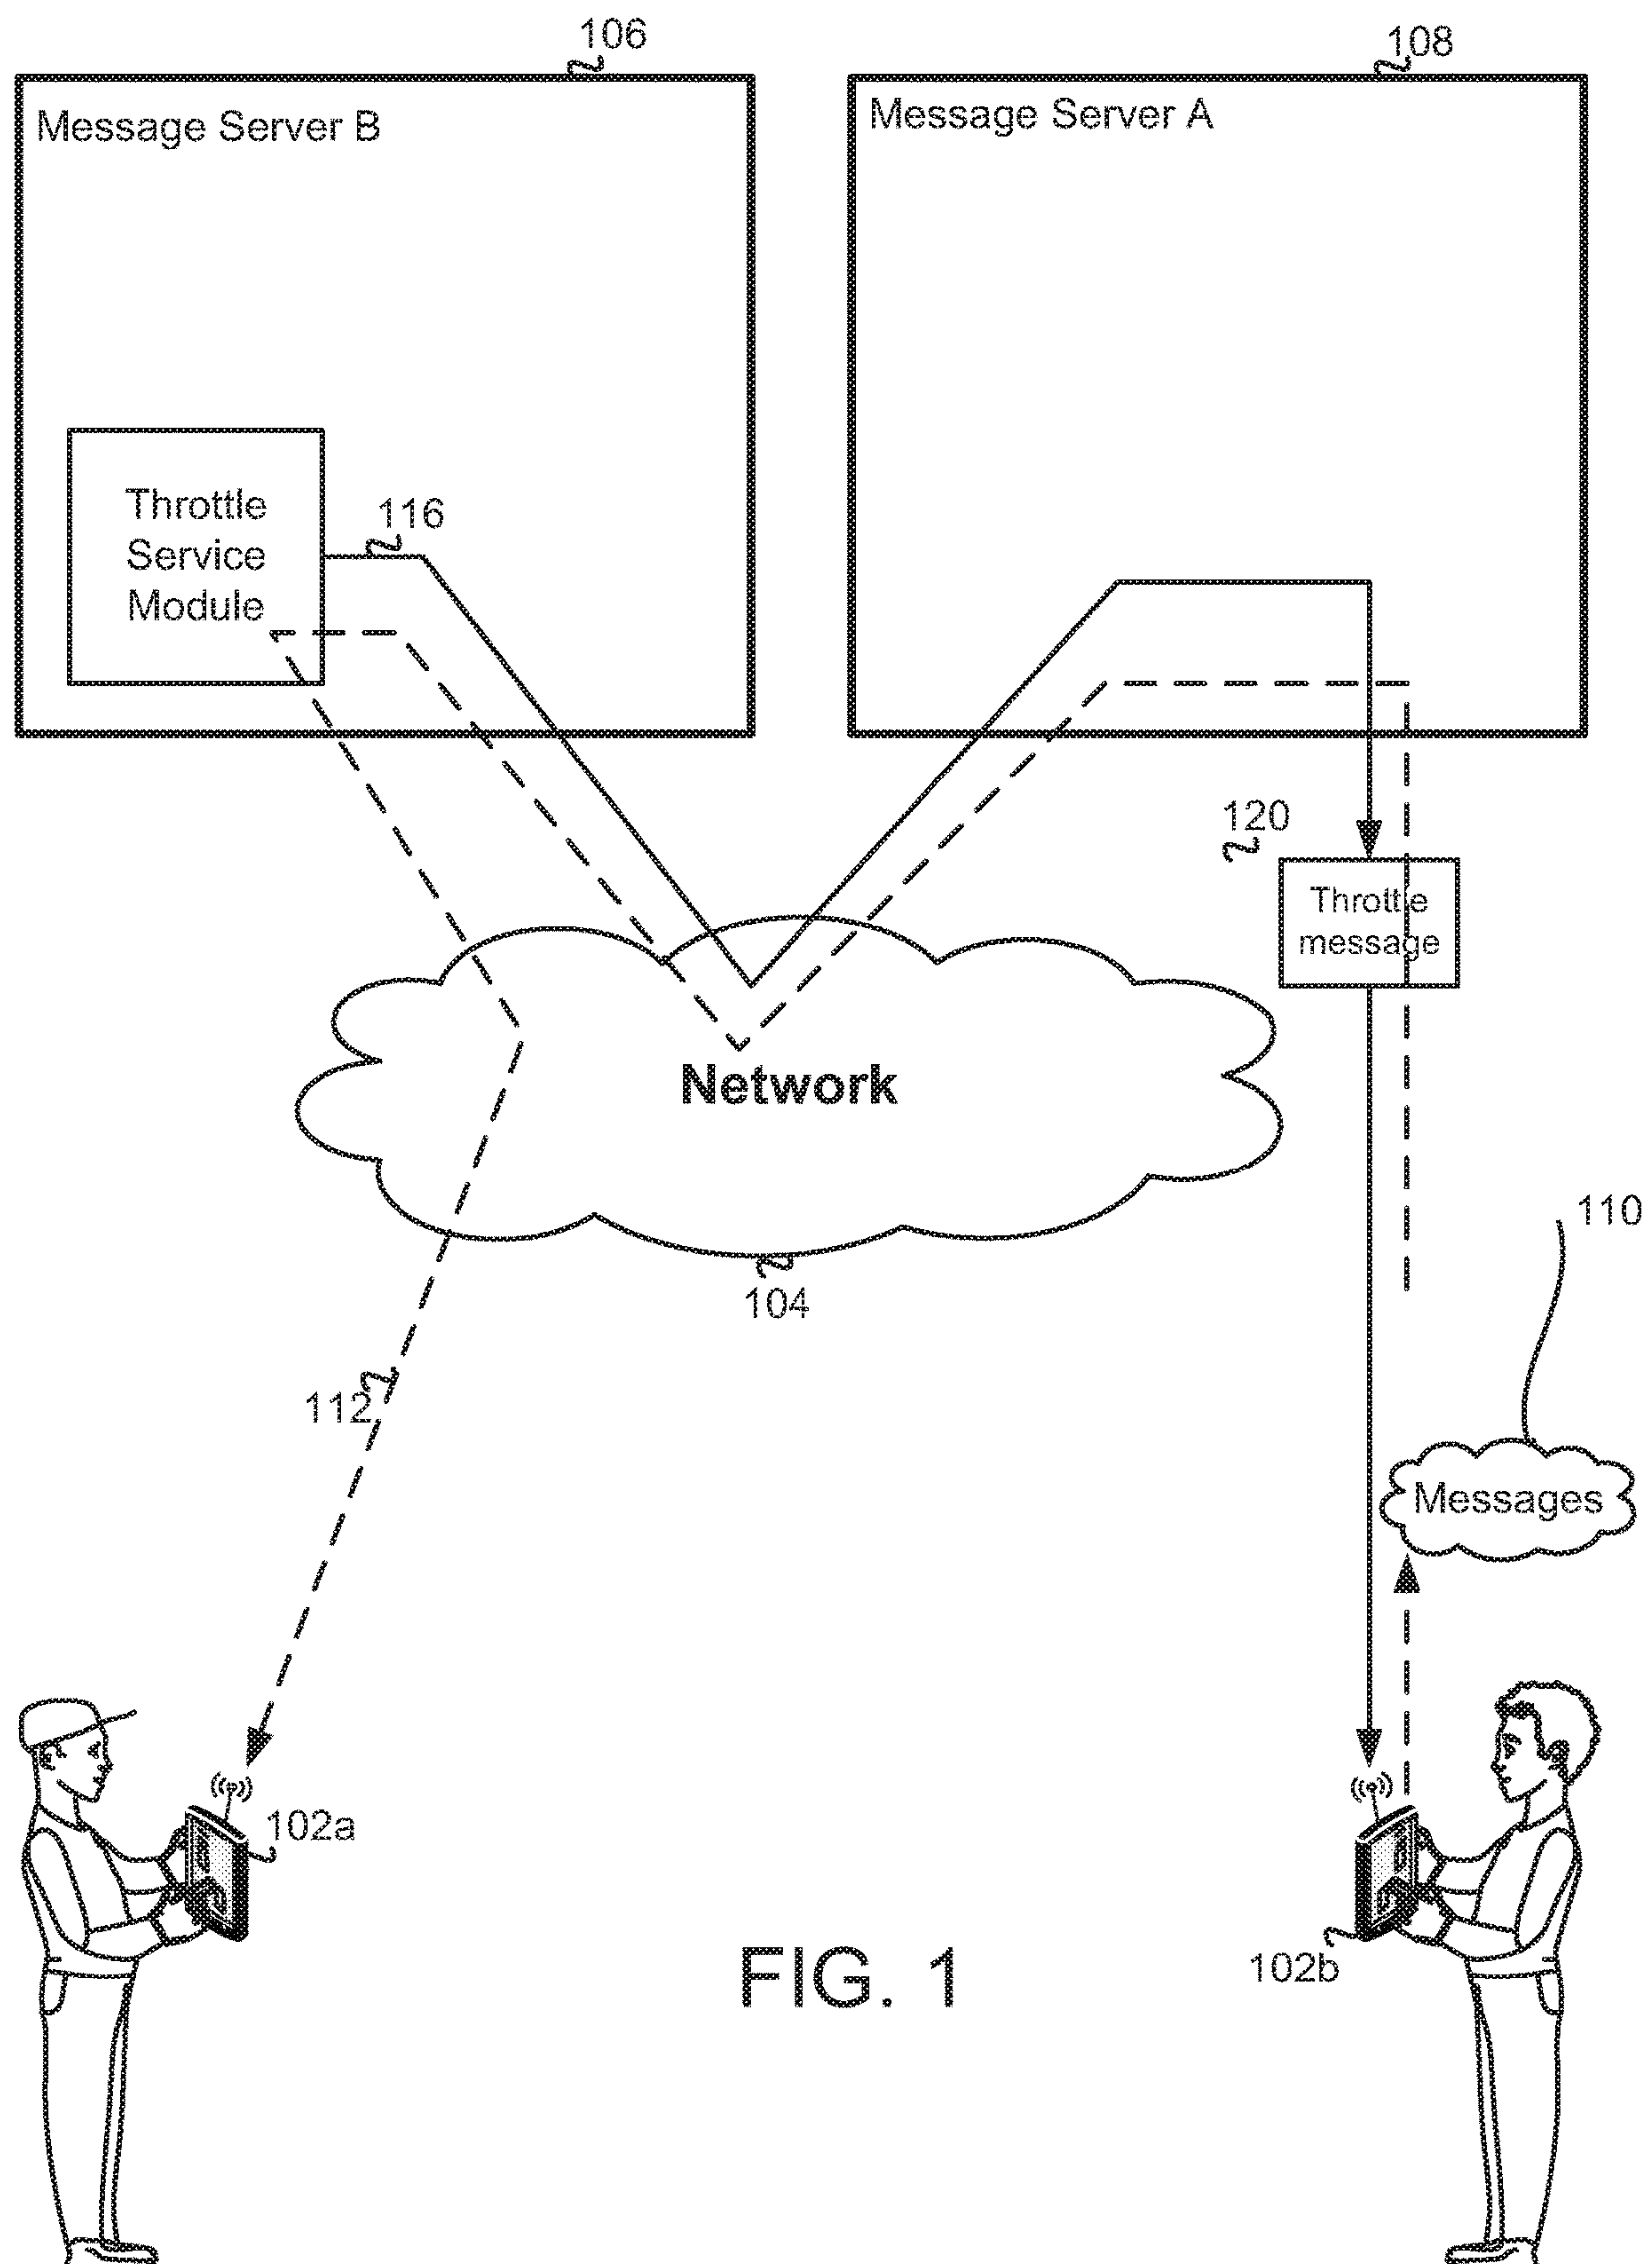 106
108
Message Server B
Message Server A
Throttle
Service
Module
116
120
Throttle
message
Network
110
104
112
Messages
102a
102b
FIG. 1